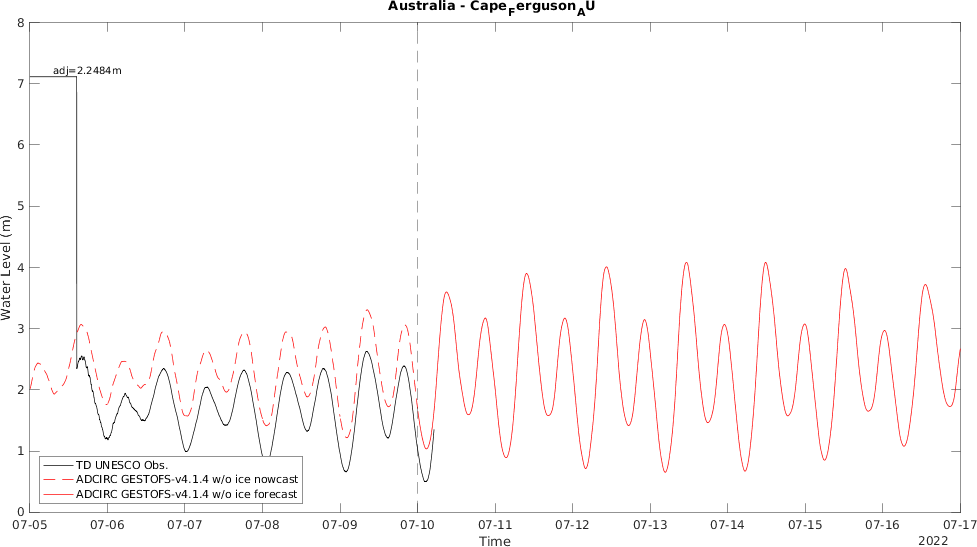 Australia - Cape_Ferguson_AU
8
adj=2.2484m
7
6
5
4
3
2
1
0
Water Level (m)
TD UNESCO Obs.
ADCIRC GESTOFS-v4.1.4 w/o ice nowcast
ADCIRC GESTOFS-v4.1.4 w/o ice forecast
07-05 07-06 07-07 07-08 07-09 07-10 07-11 07-12 07-13 07-14 07-15 07-16 07-17
Time
2022